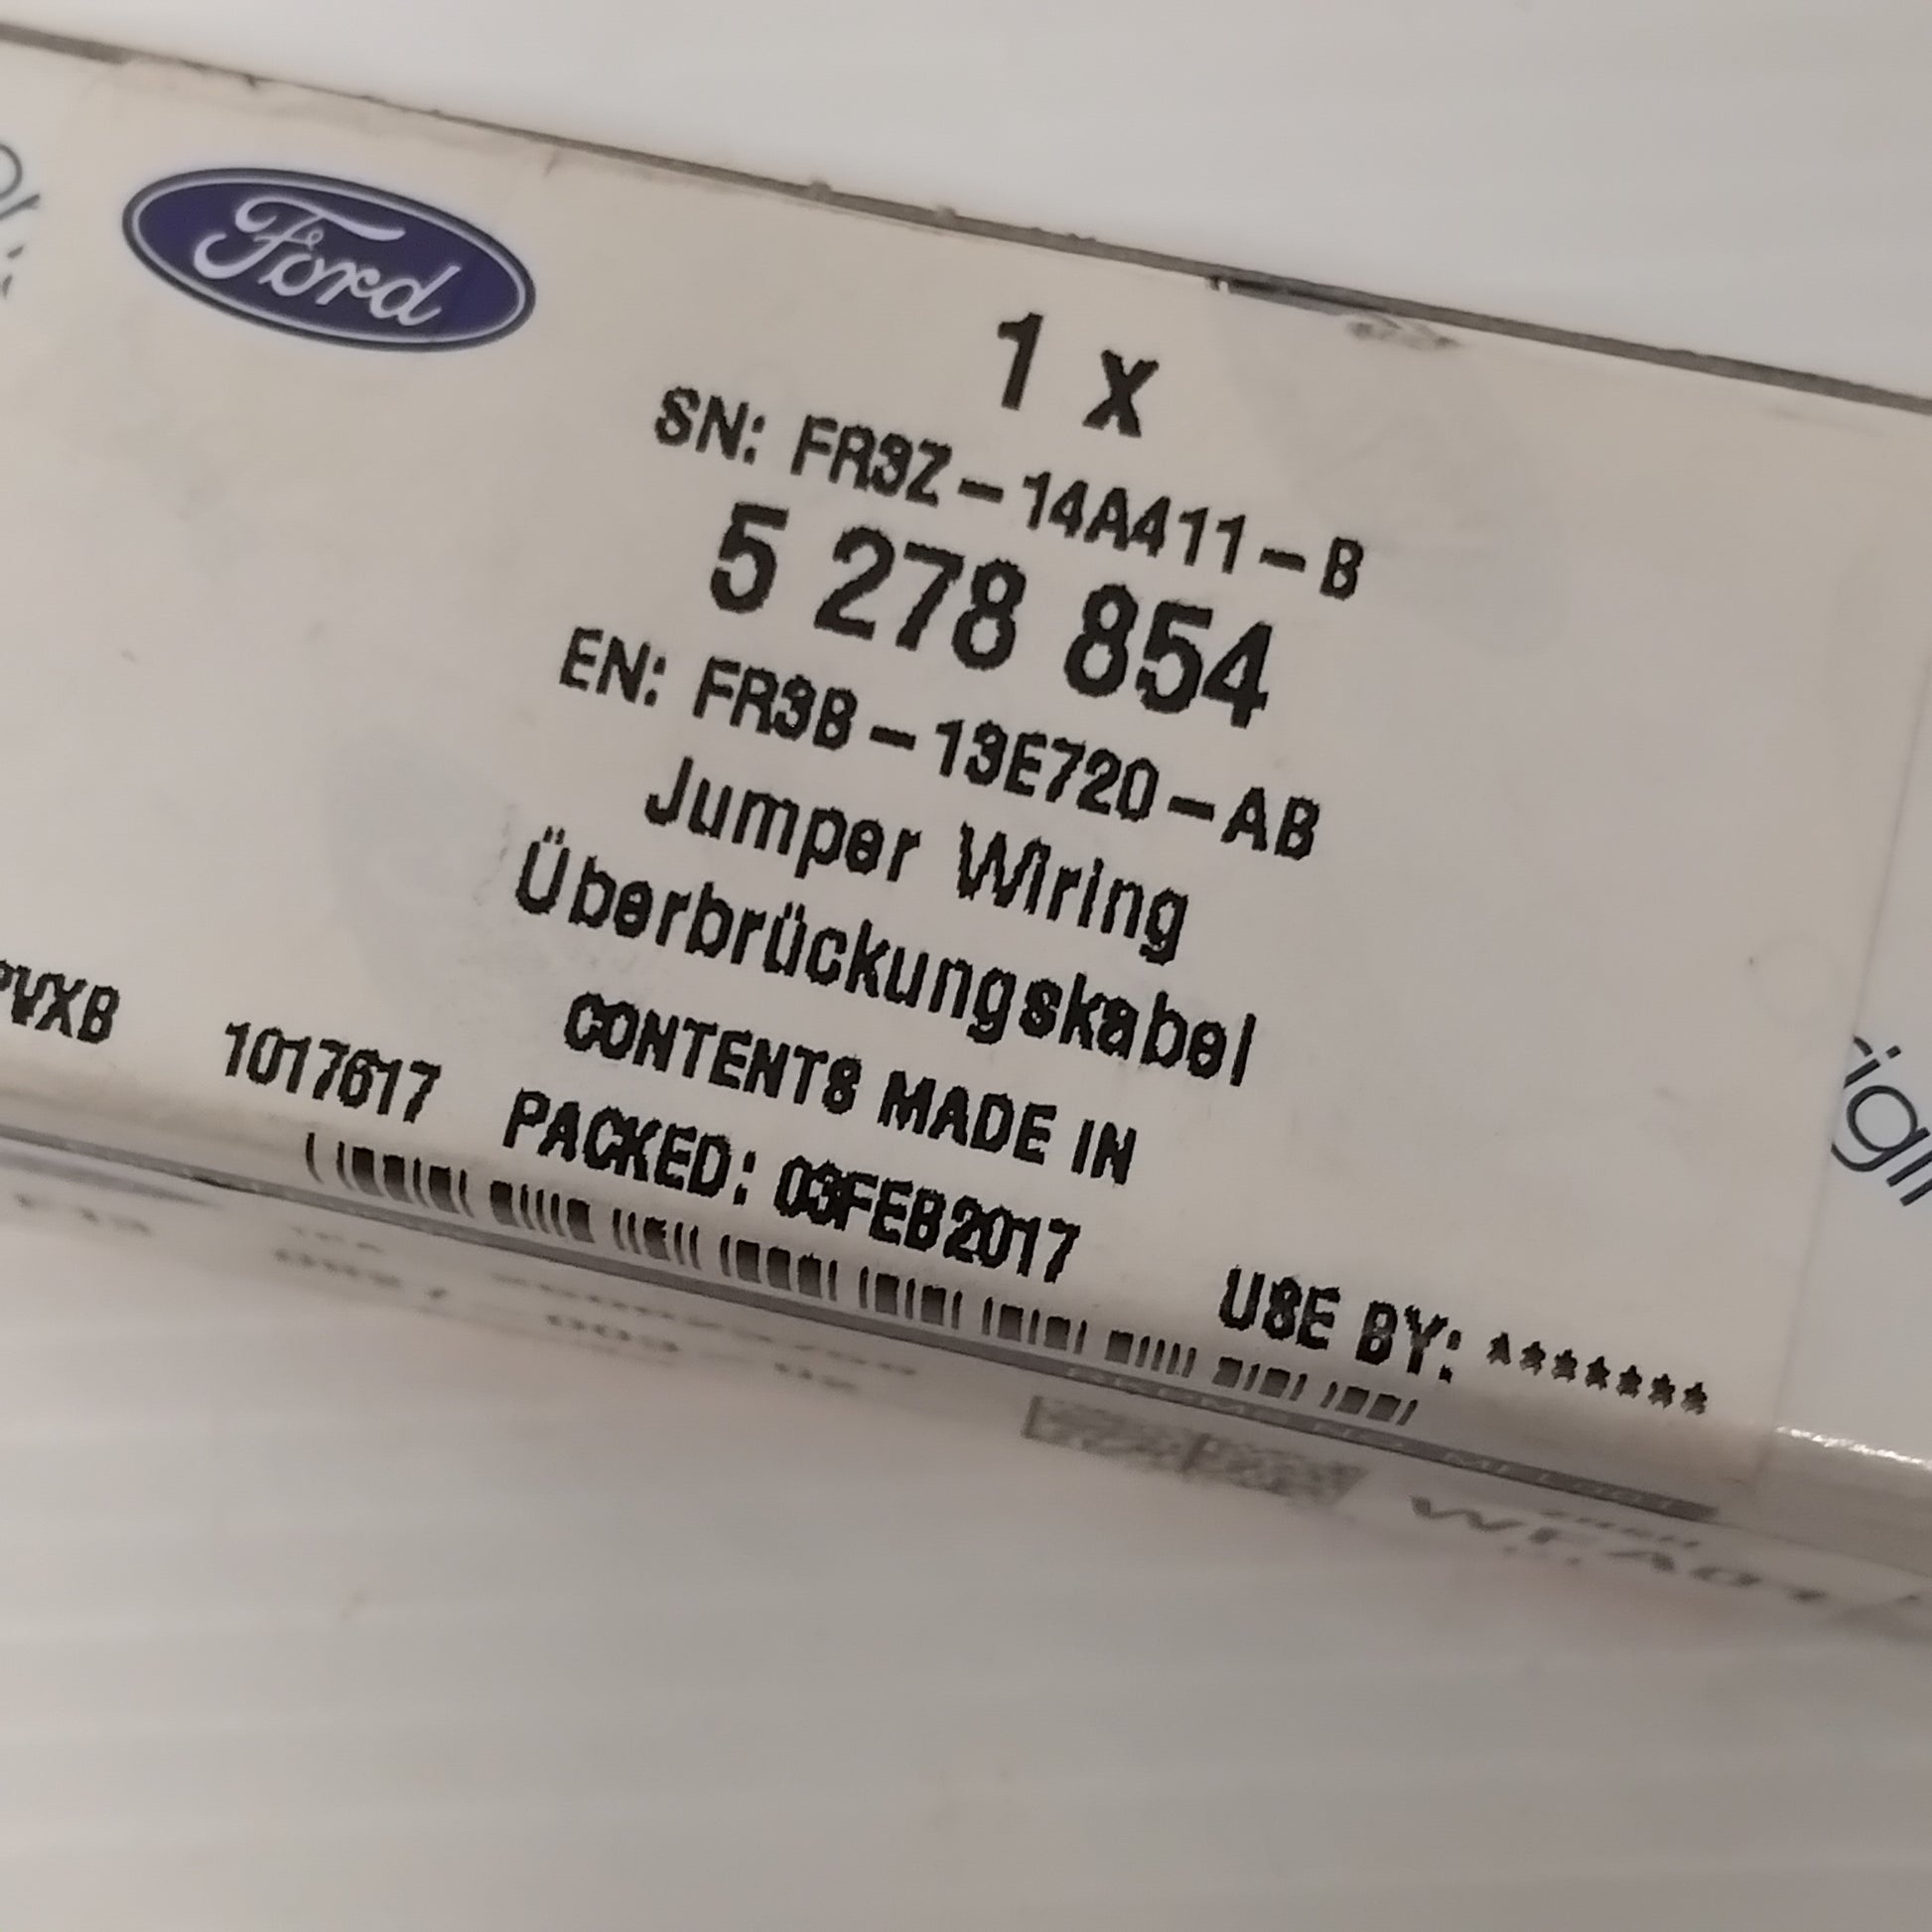 Ford
1 X
SN: FR3Z-14A411-B
5 278 854
EN: FR3B-13E720-AB
Jumper Wiring
Überbrückungskabel
CONTENTS MADE IN
1017617 PACKED: 03FEB2017 USE BY: *******